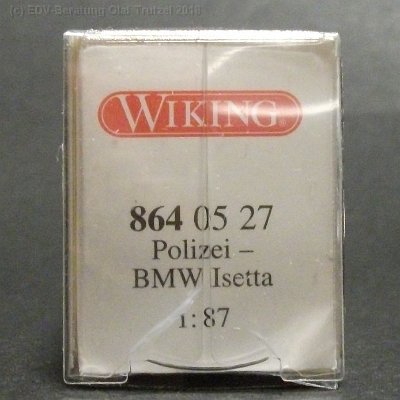 (c) EDV-Beratung Olaf Trutzel 2018
WIKING®
864 05 27
Polizei –
BMW Isetta
1:87